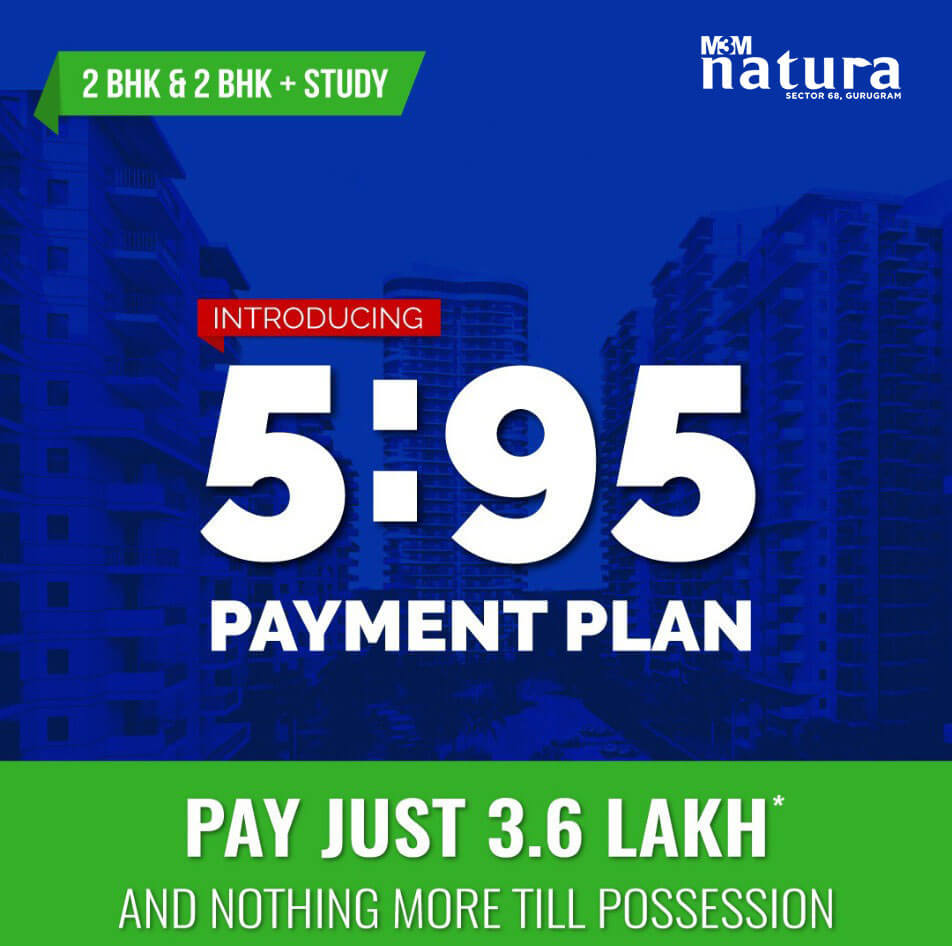 2 BHK & 2 BHK + STUDY
M3M
natura
SECTOR 68, GURUGRAM
INTRODUCING
5:95
PAYMENT PLAN
PAY JUST 3.6 LAKH*
AND NOTHING MORE TILL POSSESSION